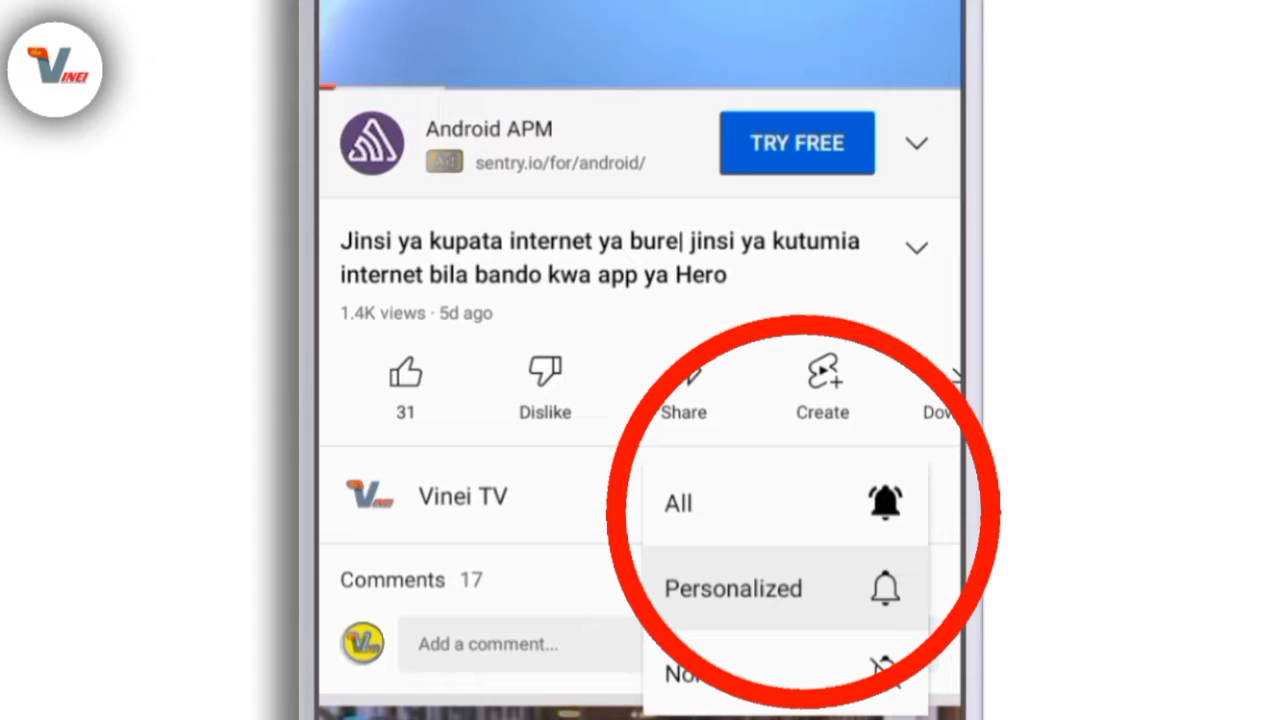 the VINEI
Android APM
Ad
sentry.io/for/android/
TRY FREE
Jinsi ya kupata internet ya bure| jinsi ya kutumia
internet bila bando kwa app ya Hero
1.4K views · 5d ago
31
Dislike
Share
Create
Vinei TV
All
Comments 17
Personalized
Add a comment...